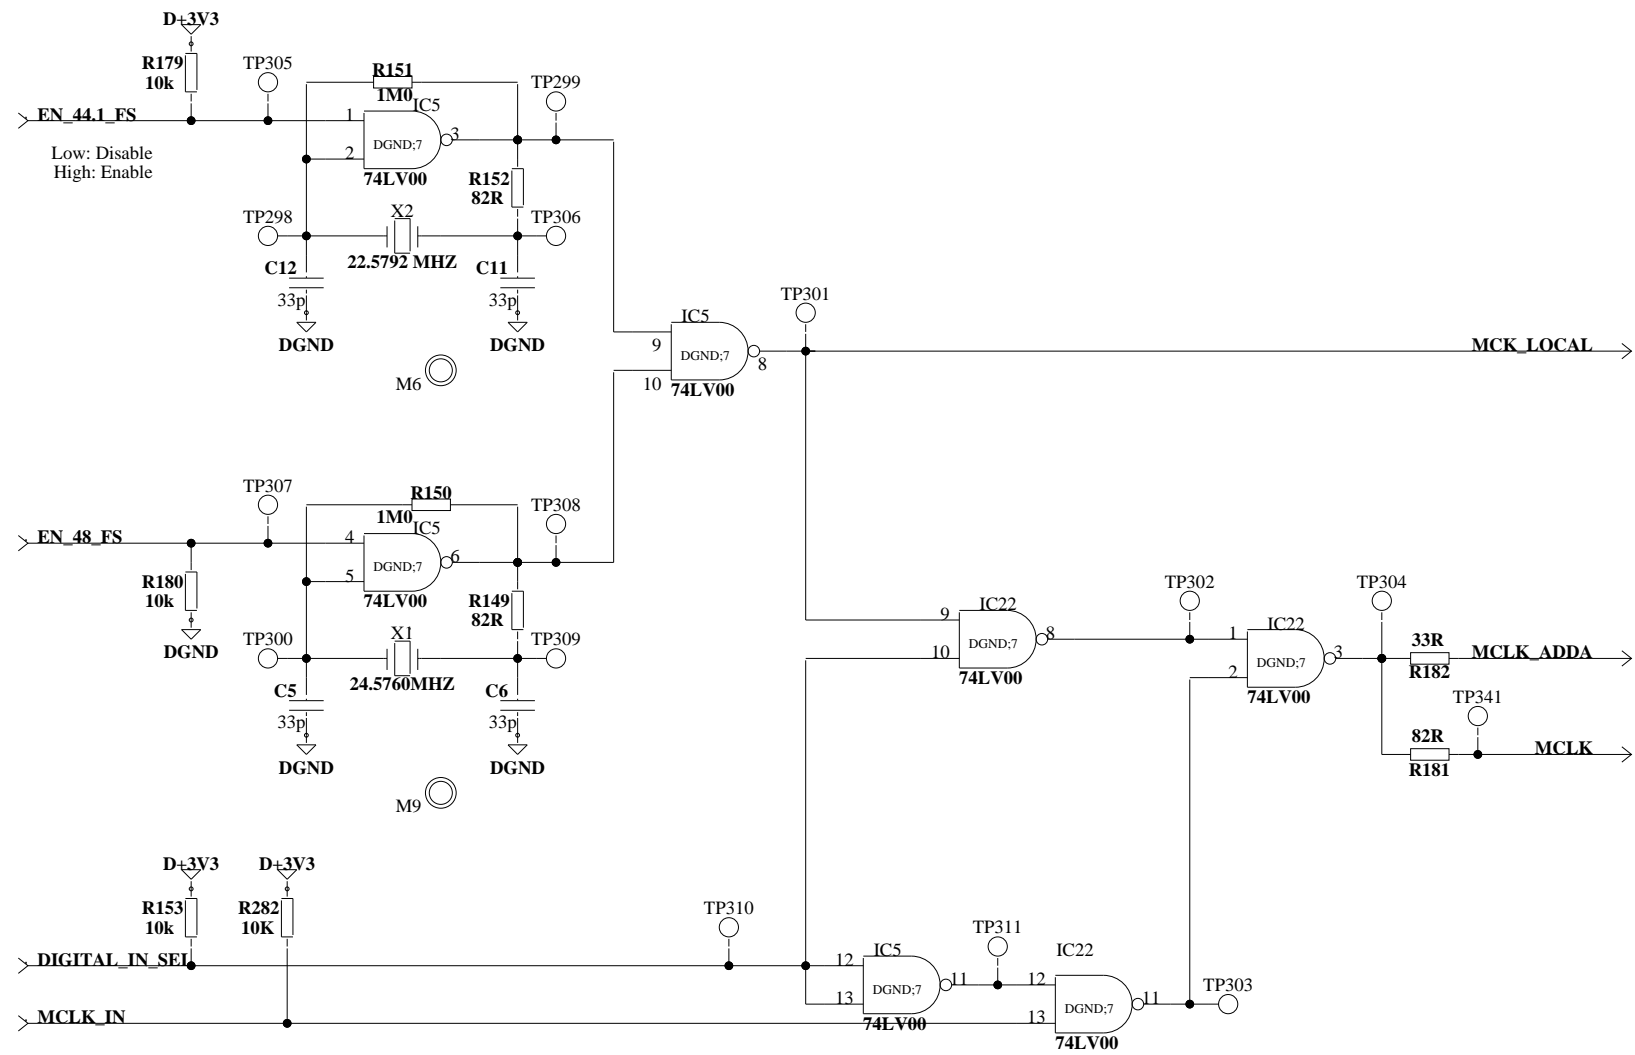 D+3V3
R179
10k
TP305
R151
1M0
IC5
TP299
EN_44.1_FS
1
2
3
DGND;7
74LV00
Low: Disable
High: Enable
R152
82R
TP298
X2
TP306
22.5792 MHZ
C12
33p
C11
33p
DGND
DGND
M6
IC5
9
10
DGND;7
8
74LV00
TP301
MCK_LOCAL
TP307
R150
1M0
IC5
TP308
EN_48_FS
4
5
6
DGND;7
74LV00
R180
10k
DGND
R149
82R
TP300
X1
TP309
24.5760MHZ
C5
33p
C6
33p
DGND
DGND
M9
IC22
9
10
DGND;7
8
74LV00
TP302
IC22
1
2
DGND;7
3
74LV00
TP304
33R
R182
MCLK_ADDA
TP341
82R
R181
MCLK
D+3V3
D+3V3
R153
10k
R282
10K
TP310
DIGITAL_IN_SEL
MCLK_IN
IC5
12
13
DGND;7
11
74LV00
TP311
IC22
12
13
DGND;7
11
74LV00
TP303